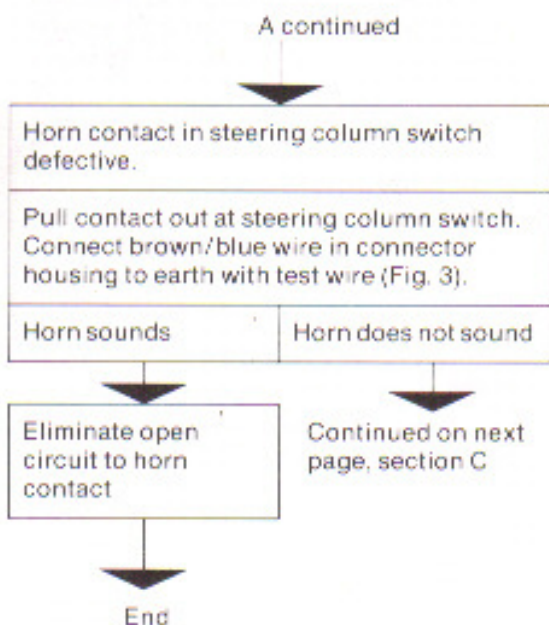 A continued
Horn contact in steering column switch
defective.
Pull contact out at steering column switch.
Connect brown/blue wire in connector
housing to earth with test wire (Fig. 3).
Horn sounds
Horn does not sound
Eliminate open
circuit to horn
contact
Continued on next
page, section C
End